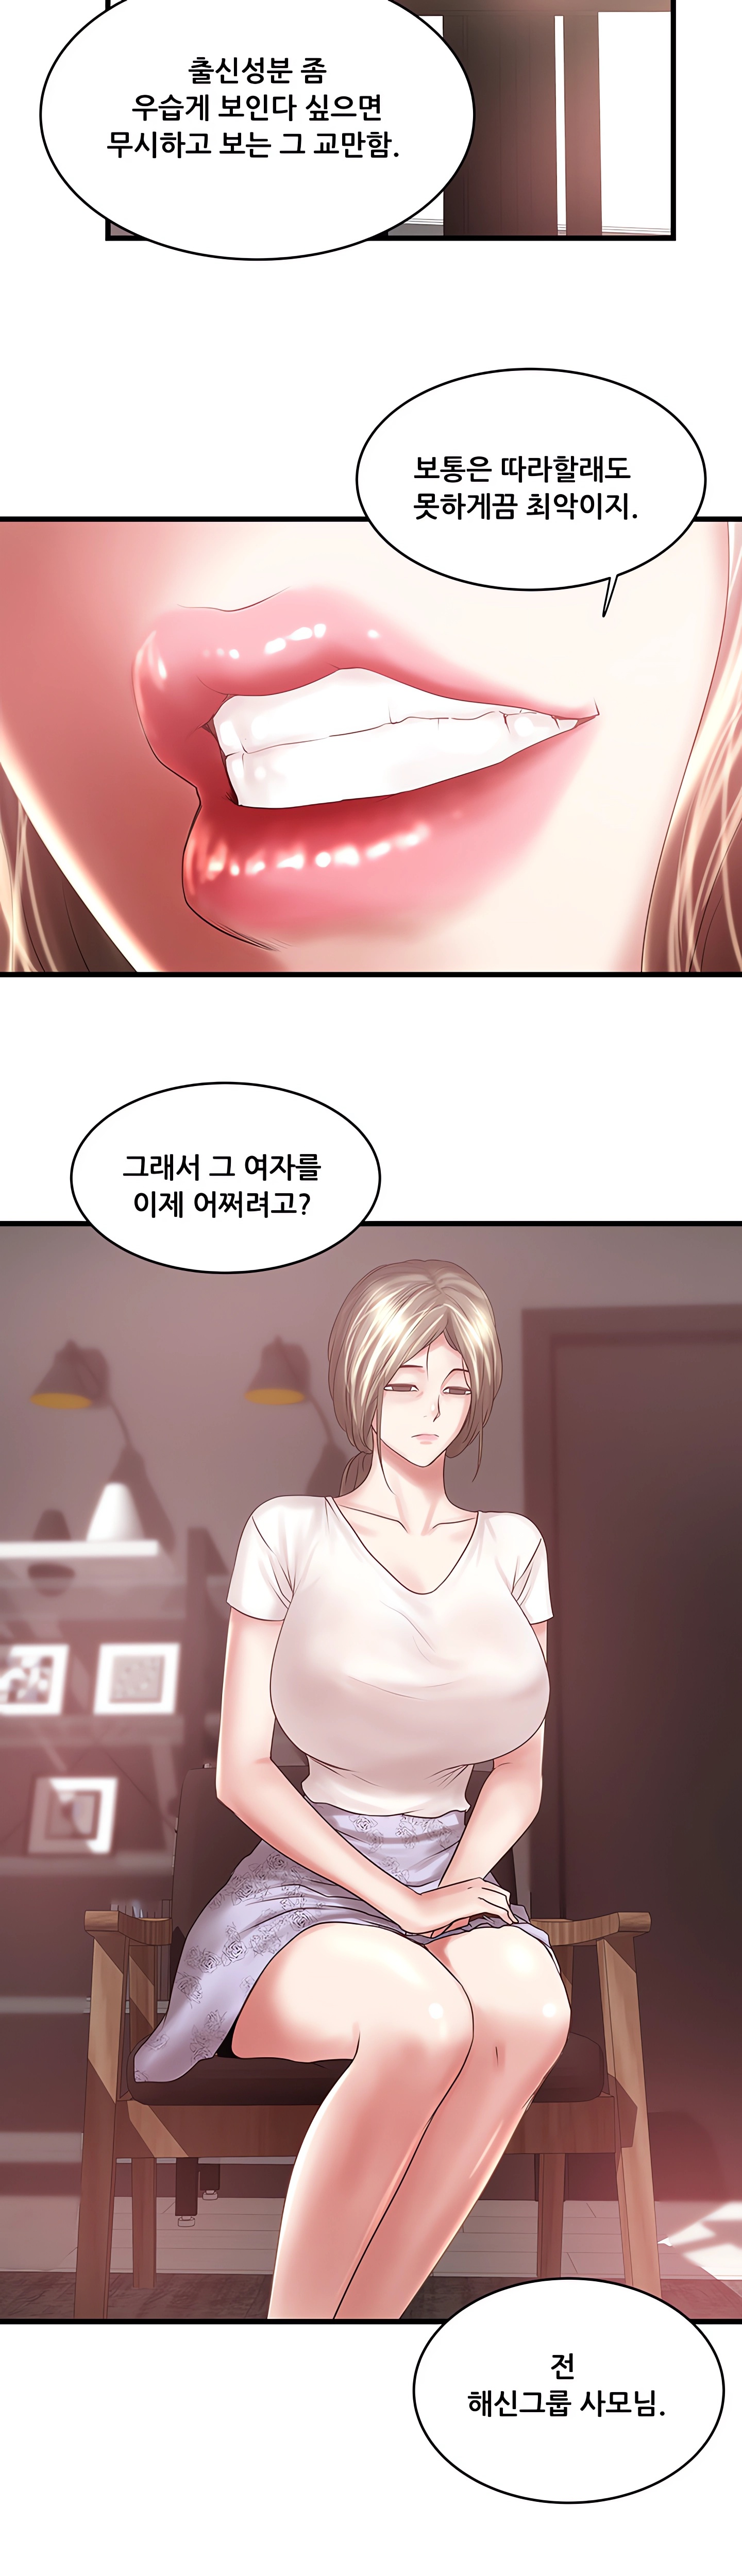 출신성분 좀
우습게 보인다 싶으면
무시하고 보는 그 교만함.
보통은 따라할래도
못하게끔 최악이지.
그래서 그 여자를
이제 어쩌려고?
전
해신그룹 사모님.